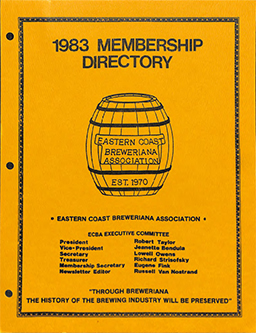 1983 MEMBERSHIP
DIRECTORY
EASTERN COAST
BREWERIANA
ASSOCIATION
EST. 1970
• EASTERN COAST BREWERIANA ASSOCIATION •
ECBA EXECUTIVE COMMITTEE
President Robert Taylor
Vice-President Jeanette Bendula
Secretary Lowell Owens
Treasurer Richard Strisofsky
Membership Secretary Eugene Fink
Newsletter Editor Russell Van Nostrand
"THROUGH BREWERIANA
THE HISTORY OF THE BREWING INDUSTRY WILL BE PRESERVED"